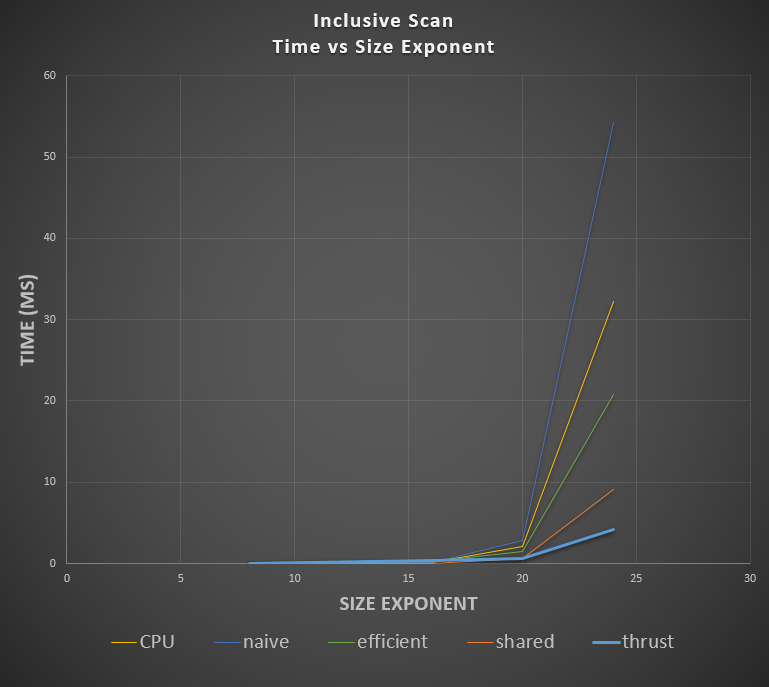 Inclusive Scan
Time vs Size Exponent
60
50
40
30
20
10
0
TIME (MS)
0 5 10 15 20 25 30
SIZE EXPONENT
CPU naive efficient shared thrust